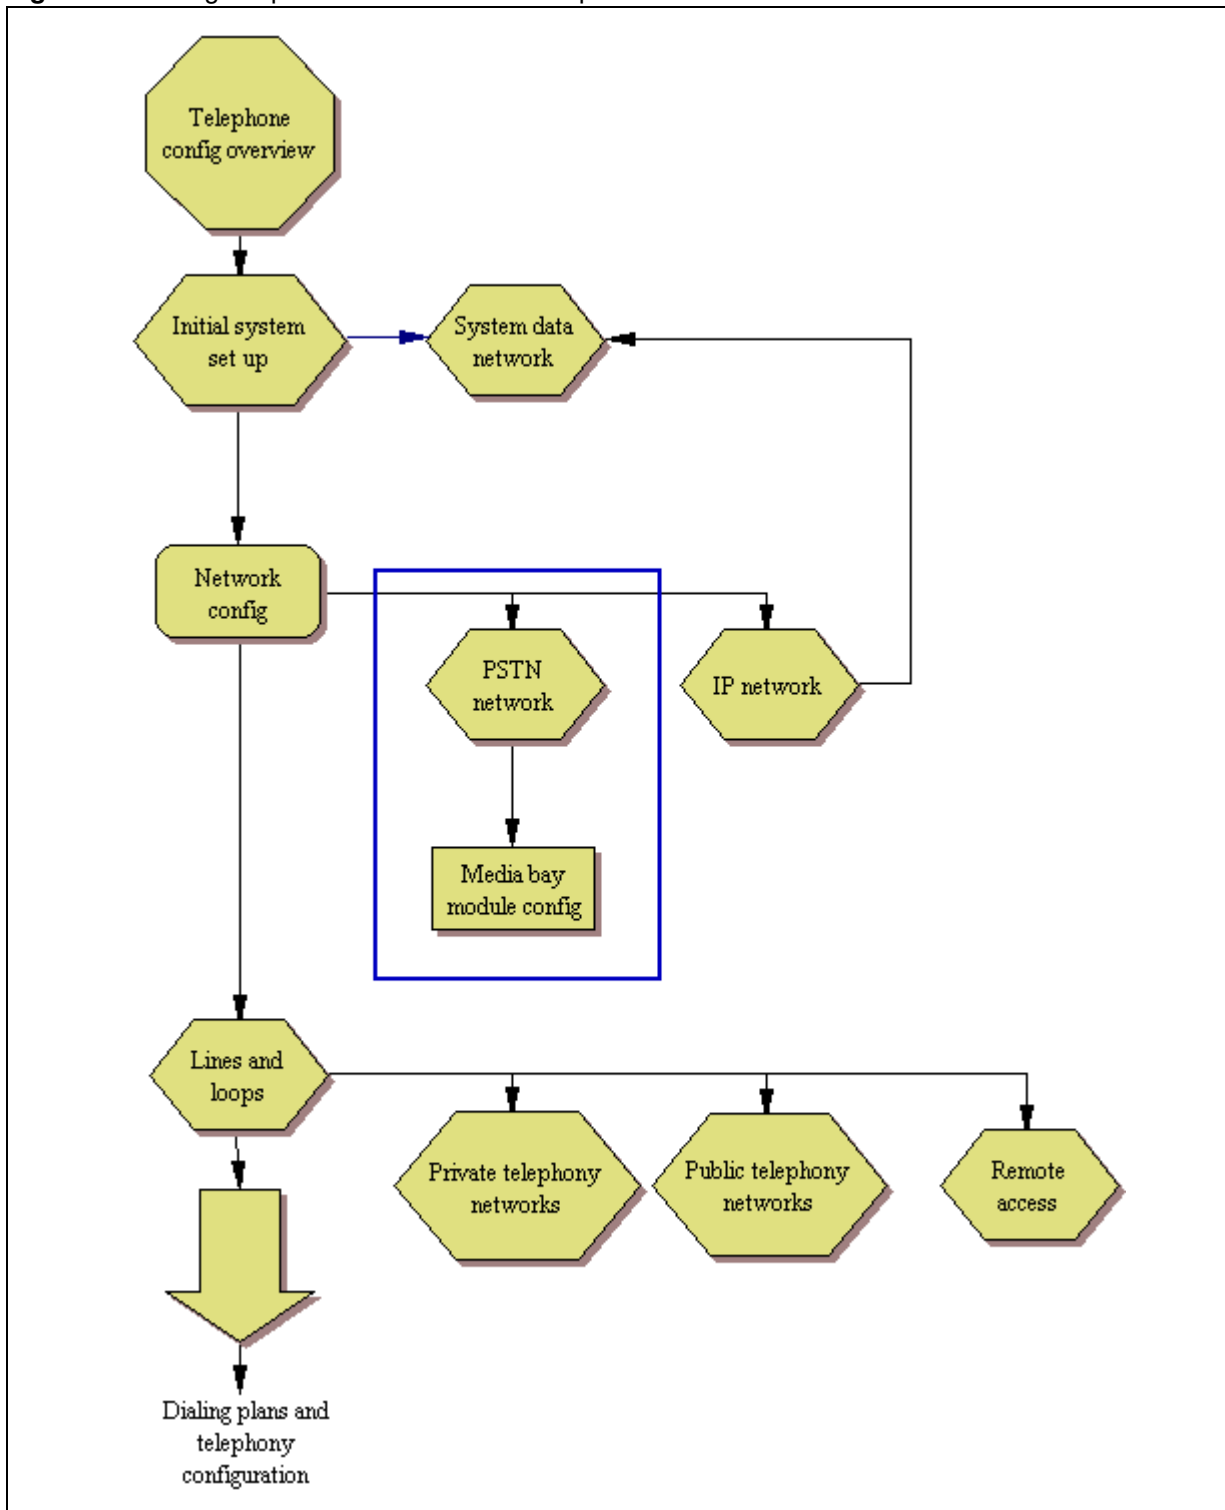 Telephone
config overview
Initial system
set up
System data
network
Network
config
PSTN
network
IP network
Media bay
module config
Lines and
loops
Private telephony
networks
Public telephony
networks
Remote
access
Dialing plans and
telephony
configuration